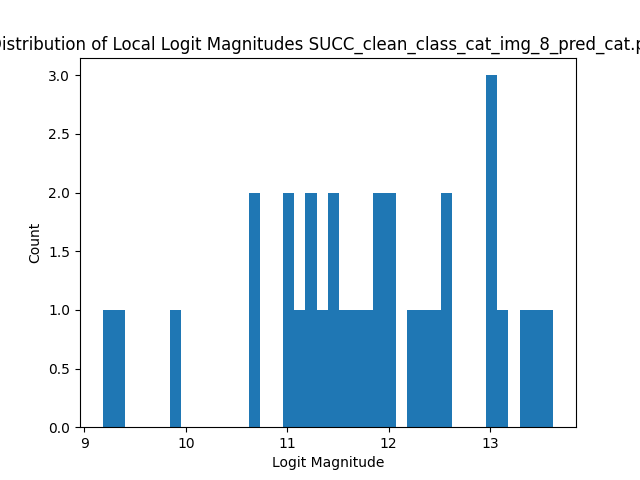 Distribution of Local Logit Magnitudes SUCC_clean_class_cat_img_8_pred_cat.p
3.0
2.5
2.0
1.5
1.0
0.5
0.0
Count
9 10 11 12 13
Logit Magnitude